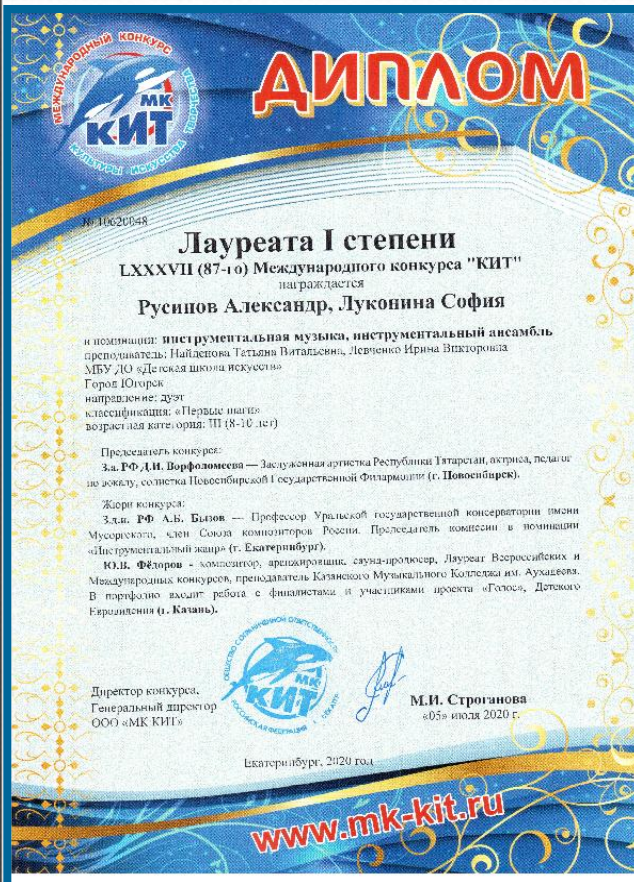 МЕЖДУНАРОДНЫЙ КОНКУРС
КУЛЬТУРЫ ИСКУССТВА ТВОРЧЕСТВА
МК
КИТ
ДИПЛОМ
№ 10620048
Лауреата I степени
LXXXVII (87-го) Международного конкурса "КИТ"
награждается
Русинов Александр, Луконина София
в номинации: инструментальная музыка, инструментальный ансамбль
преподаватель: Найденова Татьяна Витальевна, Левченко Ирина Викторовна
МБУ ДО «Детская школа искусств»
Город Югорск
направление: дуэт
классификация: «Первые шаги»
возрастная категория: III (8-10 лет)
Председатель конкурса:
З.а. РФ Д.И. Ворфоломеева — Заслуженная артистка Республики Татарстан, актриса, педагог
по вокалу, солистка Новосибирской Государственной Филармонии (г. Новосибирск).
Жюри конкурса:
З.д.и. РФ А.Б. Бызов — Профессор Уральской государственной консерватории имени
Мусоргского, член Союза композиторов России. Председатель комиссии в номинации
«Инструментальный жанр» (г. Екатеринбург).
Ю.В. Фёдоров - композитор, аранжировщик, саунд-продюсер, Лауреат Всероссийских и
Международных конкурсов, преподаватель Казанского Музыкального Колледжа им. Аухадеева.
В портфолио входит работа с финалистами и участниками проекта «Голос», Детского
Евровидения (г. Казань).
Директор конкурса,
Генеральный директор
ООО «МК КИТ»
ОБЩЕСТВО С ОГРАНИЧЕННОЙ ОТВЕТСТВЕННОСТЬЮ
МК
КИТ
РОССИЙСКАЯ ФЕДЕРАЦИЯ
М.И. Строганова
«05» июля 2020 г.
Екатеринбург, 2020 год
www.mk-kit.ru